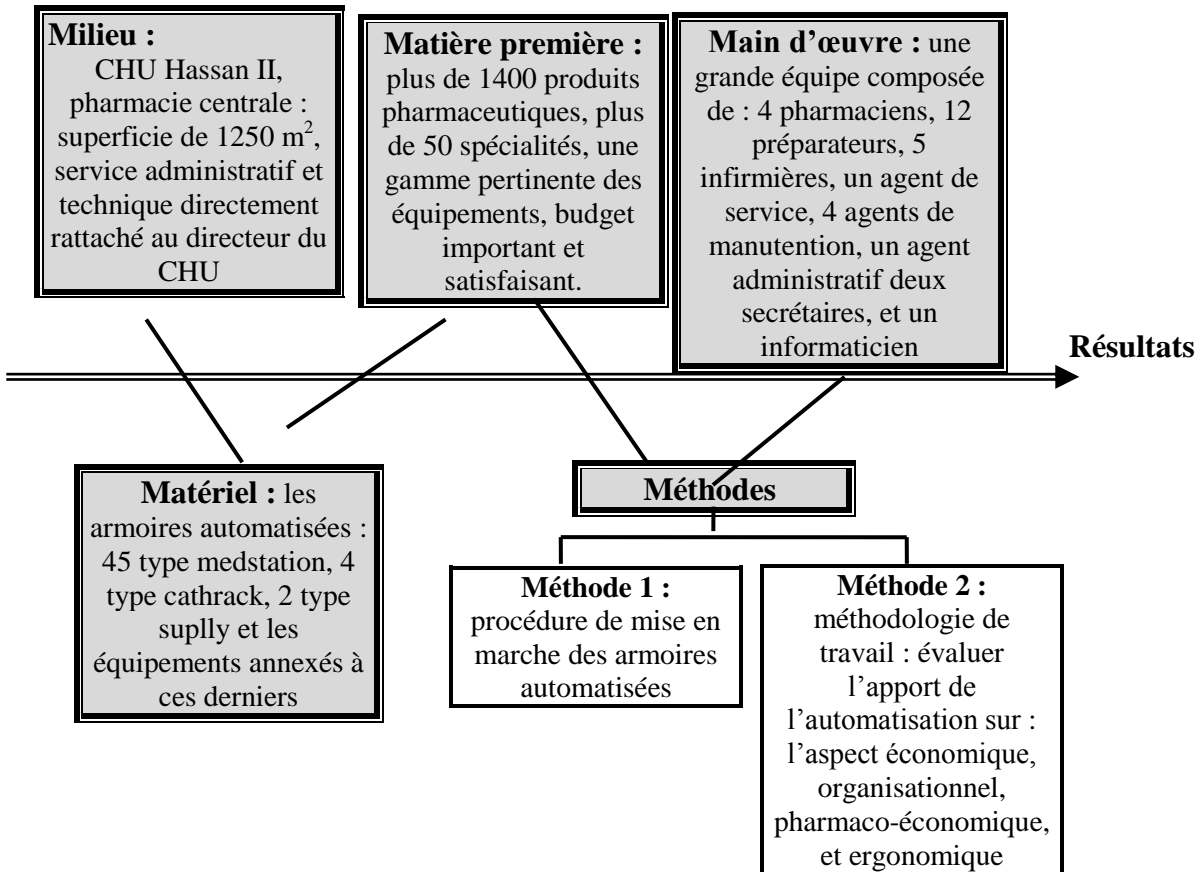 Milieu :
CHU Hassan II,
pharmacie centrale :
superficie de 1250 m²,
service administratif et
technique directement
rattaché au directeur du
CHU
Matière première :
plus de 1400 produits
pharmaceutiques, plus
de 50 spécialités, une
gamme pertinente des
équipements, budget
important et
satisfaisant.
Main d’œuvre : une
grande équipe composée
de : 4 pharmaciens, 12
préparateurs, 5
infirmières, un agent de
service, 4 agents de
manutention, un agent
administratif deux
secrétaires, et un
informaticien
Résultats
Matériel : les
armoires automatisées :
45 type medstation, 4
type cathrack, 2 type
suplly et les
équipements annexés à
ces derniers
Méthodes
Méthode 1 :
procédure de mise en
marche des armoires
automatisées
Méthode 2 :
méthodologie de
travail : évaluer
l’apport de
l’automatisation sur :
l’aspect économique,
organisationnel,
pharmaco-économique,
et ergonomique